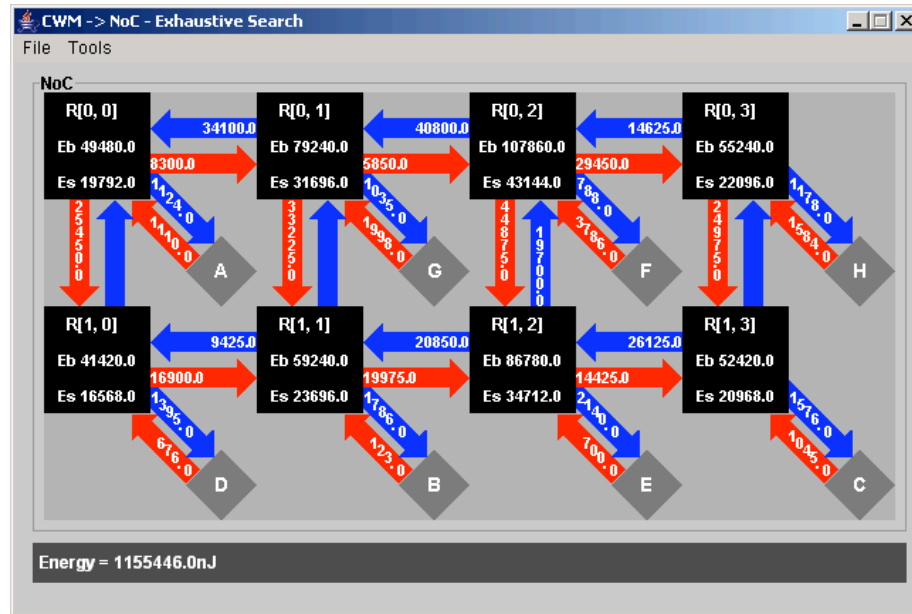 CWM -> NoC - Exhaustive Search
File Tools
NoC
R[0, 0] R[0, 1] R[0, 2] R[0, 3]
34100.0 40800.0 14625.0
Eb 49480.0 Eb 79240.0 Eb 107860.0 Eb 55240.0
8300.0 5850.0 29450.0
Es 19792.0 Es 31696.0 Es 43144.0 Es 22096.0
25450.0 1124.0 33225.0 1035.0 44875.0 788.0 24975.0 1178.0
1110.0 1998.0 19700.0 3786.0 1584.0
A G F H
R[1, 0] R[1, 1] R[1, 2] R[1, 3]
9425.0 20850.0 26125.0
Eb 41420.0 Eb 59240.0 Eb 86780.0 Eb 52420.0
16900.0 19975.0 14425.0
Es 16568.0 Es 23696.0 Es 34712.0 Es 20968.0
1395.0 1786.0 2140.0 1576.0
676.0 123.0 700.0 1045.0
D B E C
Energy = 1155446.0nJ